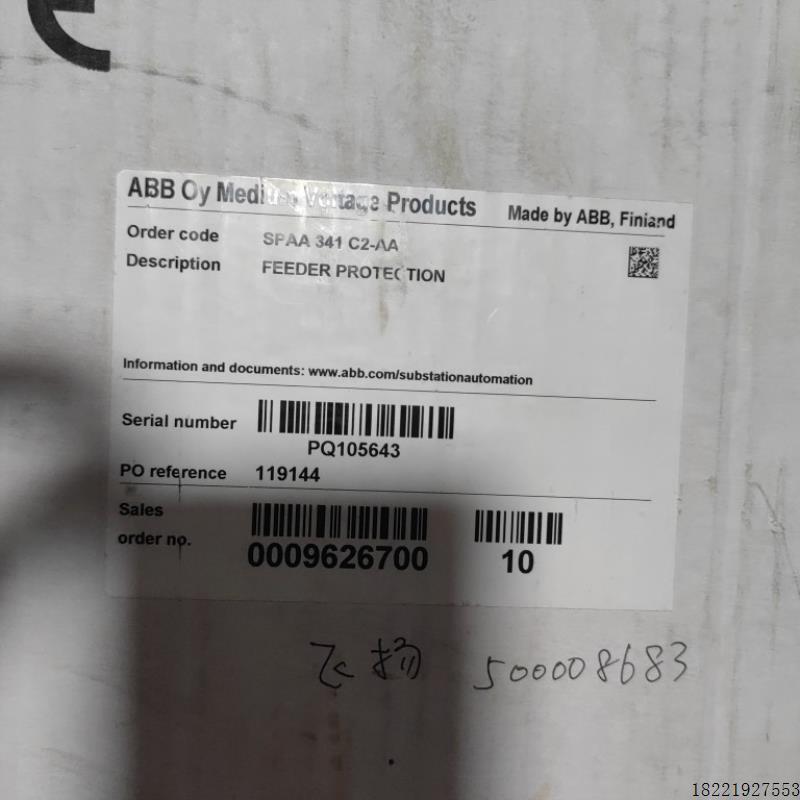 ABB Oy Medium Voltage Products
Made by ABB, Finland
Order code SPAA 341 C2-AA
Description FEEDER PROTECTION
Information and documents: www.abb.com/substationautomation
Serial number
PQ105643
PO reference 119144
Sales
order no.
0009626700 10
飞扬 500008683
18221927553